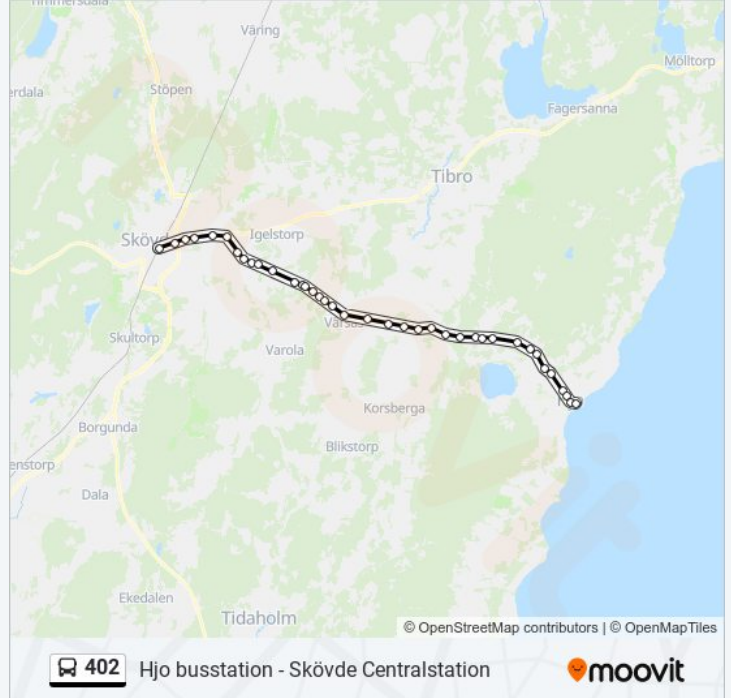 Timmersdala
Väring
Mölltorp
Stöpen
Fagersanna
Tibro
Igelstorp
Skultorp
Varola
Korsberga
Borgunda
Blikstorp
Dala
Ekedalen
Tidaholm
© OpenStreetMap contributors | © OpenMapTiles
402 Hjo busstation - Skövde Centralstation moovit